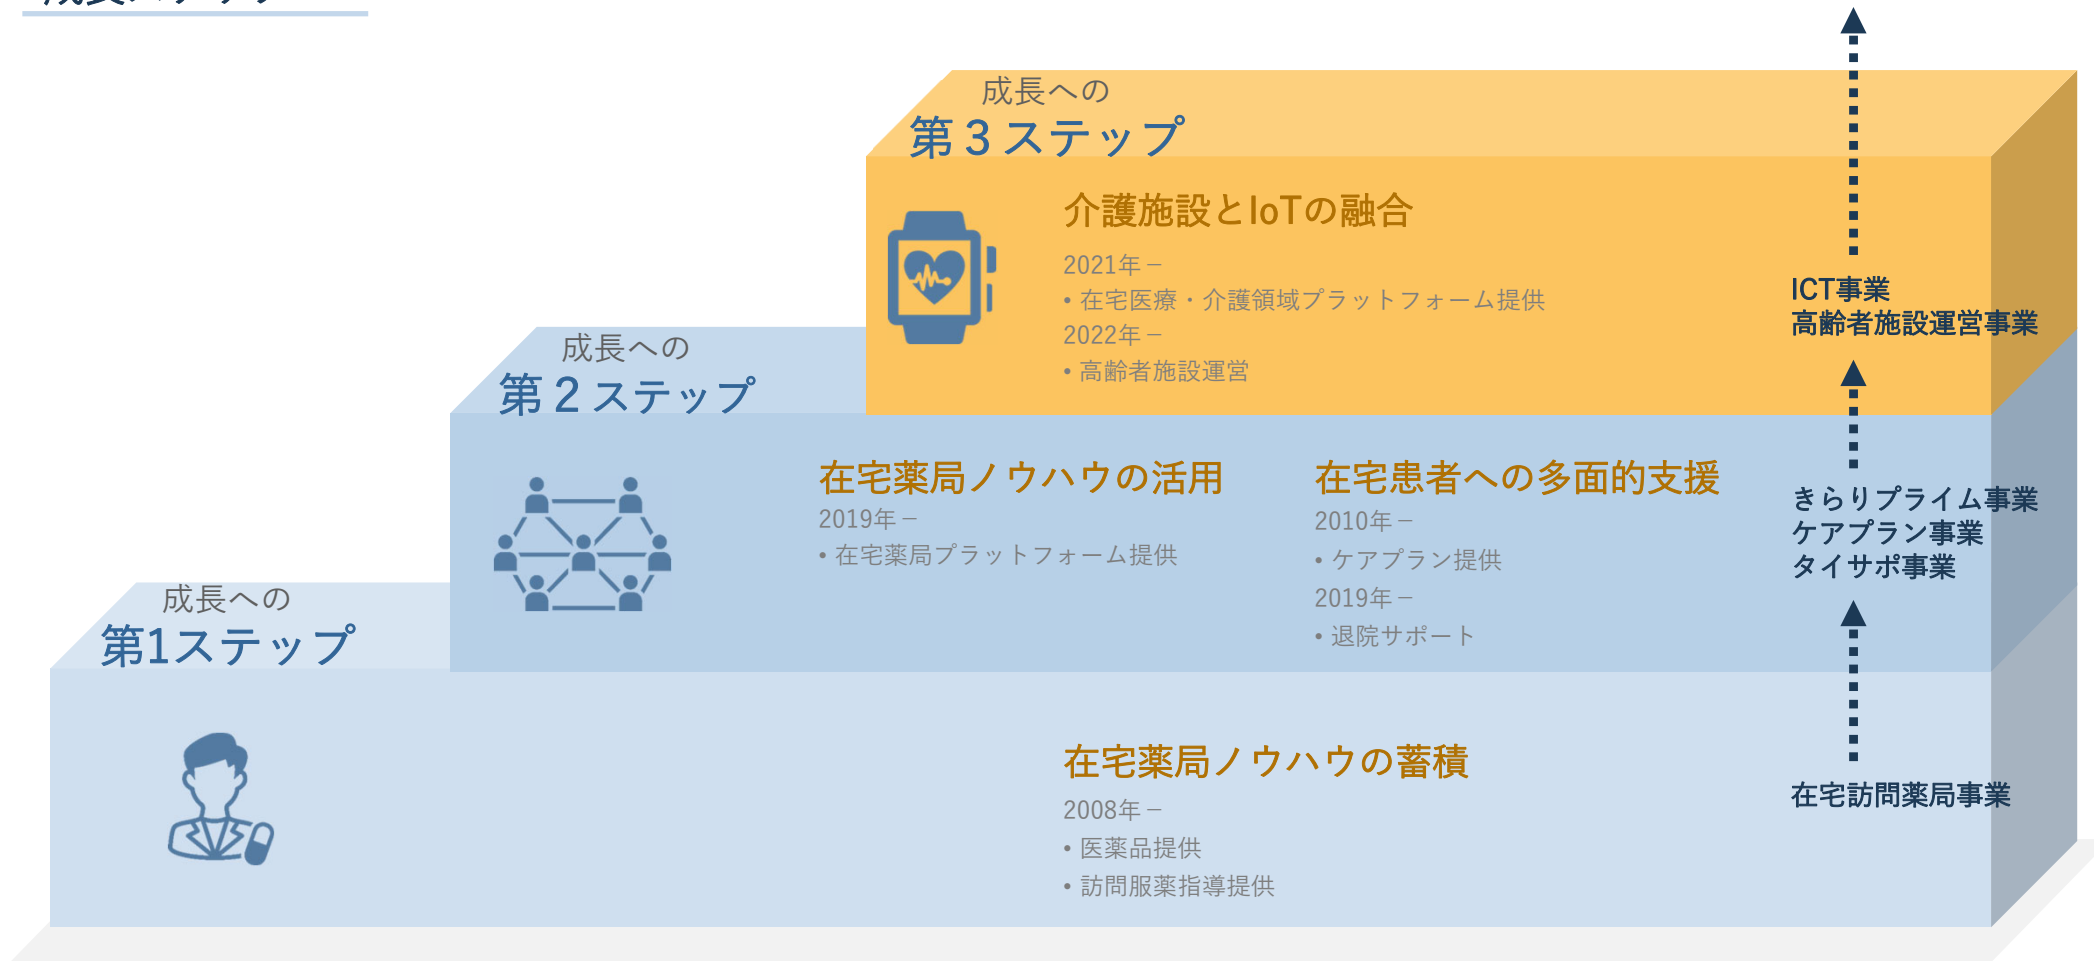 成長への
第３ステップ
介護施設とIoTの融合
2021年 –
• 在宅医療・介護領域プラットフォーム提供
2022年 –
• 高齢者施設運営
ICT事業
高齢者施設運営事業
成長への
第２ステップ
在宅薬局ノウハウの活用
2019年 –
• 在宅薬局プラットフォーム提供
在宅患者への多面的支援
2010年 –
• ケアプラン提供
2019年 –
• 退院サポート
きらりプライム事業
ケアプラン事業
タイサポ事業
成長への
第1ステップ
在宅薬局ノウハウの蓄積
2008年 –
• 医薬品提供
• 訪問服薬指導提供
在宅訪問薬局事業